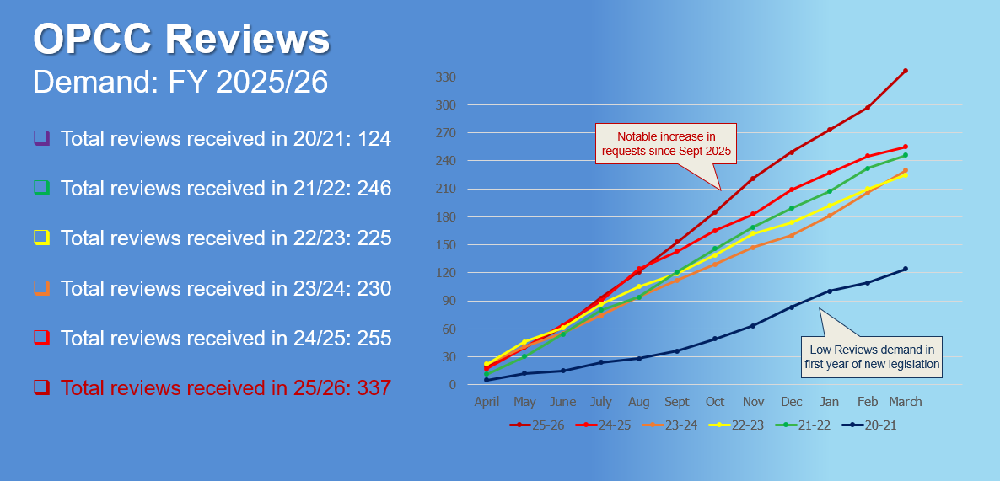 OPCC Reviews
Demand: FY 2025/26
Total reviews received in 20/21: 124
Total reviews received in 21/22: 246
Total reviews received in 22/23: 225
Total reviews received in 23/24: 230
Total reviews received in 24/25: 255
Total reviews received in 25/26: 337
330
300
270
240
210
180
150
120
90
60
30
0
Notable increase in
requests since Sept 2025
Low Reviews demand in
first year of new legislation
April May June July Aug Sept Oct Nov Dec Jan Feb March
25-26 24-25 23-24 22-23 21-22 20-21